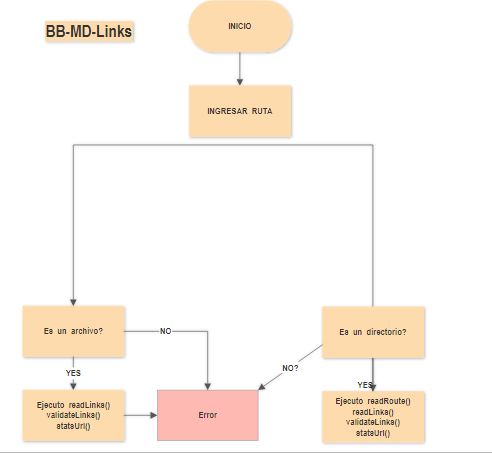 BB-MD-Links
INICIO
INGRESAR RUTA
Es un archivo?
NO
Es un directorio?
NO?
YES
YES
Ejecuto readLinks()
validateLinks()
statsUrl()
Error
Ejecuto readRoute()
readLinks()
validateLinks()
statsUrl()